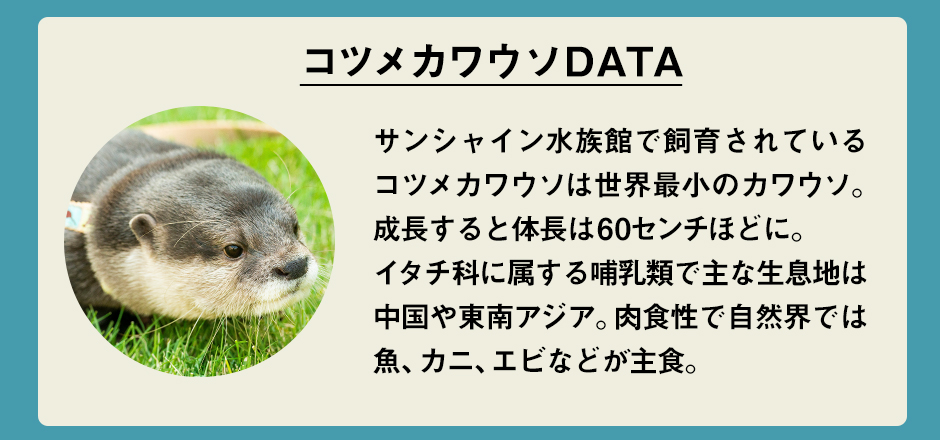 コツメカワウソDATA
サンシャイン水族館で飼育されている
コツメカワウソは世界最小のカワウソ。
成長すると体長は60センチほどに。
イタチ科に属する哺乳類で主な生息地は
中国や東南アジア。肉食性で自然界では
魚、カニ、エビなどが主食。